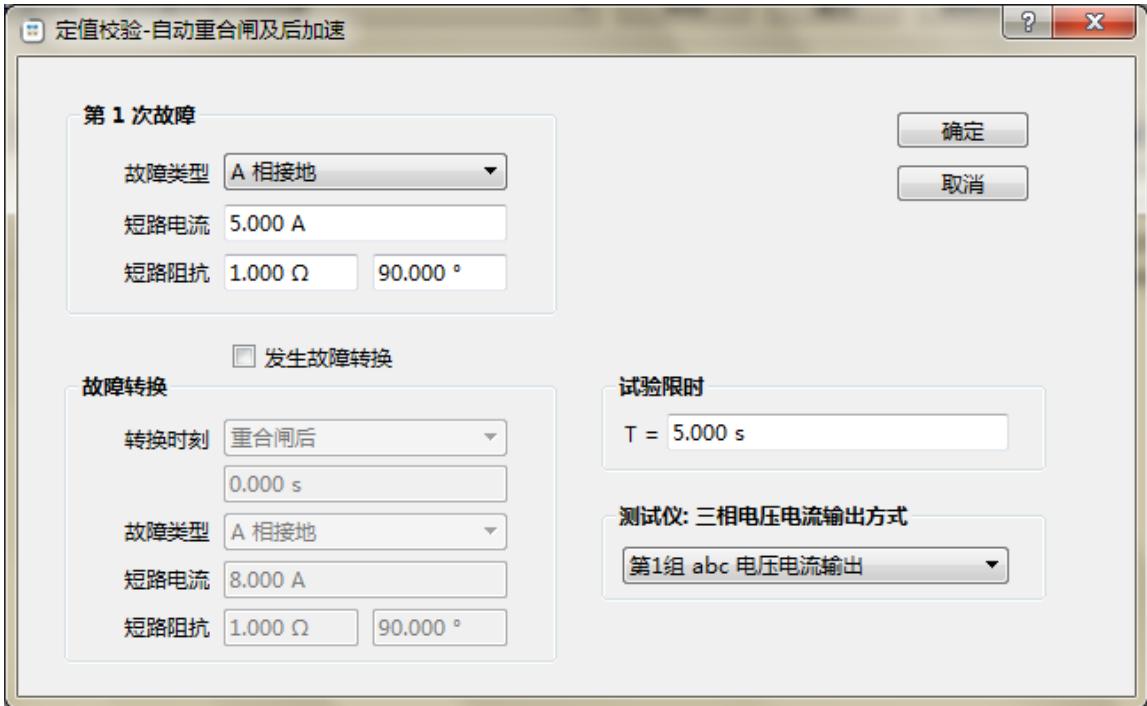 定值校验-自动重合闸及后加速
第 1 次故障
故障类型 A 相接地
短路电流 5.000 A
短路阻抗 1.000 Ω 90.000 °
确定
取消
发生故障转换
故障转换
转换时刻 重合闸后
0.000 s
故障类型 A 相接地
短路电流 8.000 A
短路阻抗 1.000 Ω 90.000 °
试验限时
T = 5.000 s
测试仪: 三相电压电流输出方式
第1组 abc 电压电流输出